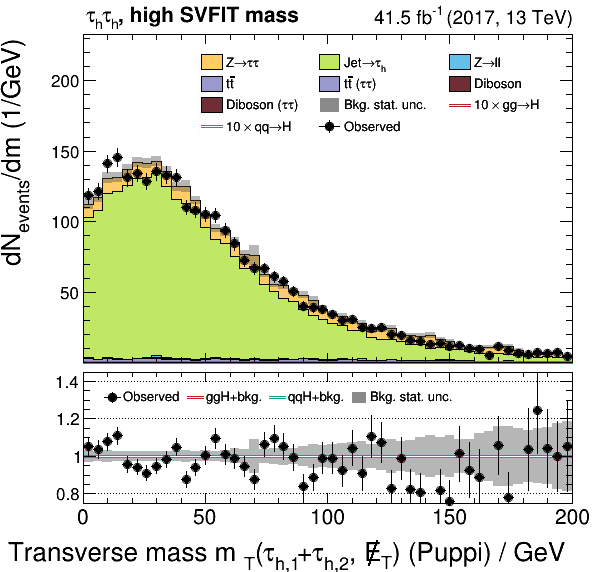 τhτh, high SVFIT mass 41.5 fb⁻¹ (2017, 13 TeV)
dNevents/dm (1/GeV)
200
150
100
50
Z→ττ Jet→τh Z→ll
tt̄ tt̄ (ττ) Diboson
Diboson (ττ) Bkg. stat. unc. 10 × gg→H
10 × qq→H Observed
1.4
1.2
1
0.8
Observed ggH+bkg. qqH+bkg. Bkg. stat. unc.
0 50 100 150 200
Transverse mass m T(τh,1+τh,2, E̸T) (Puppi) / GeV